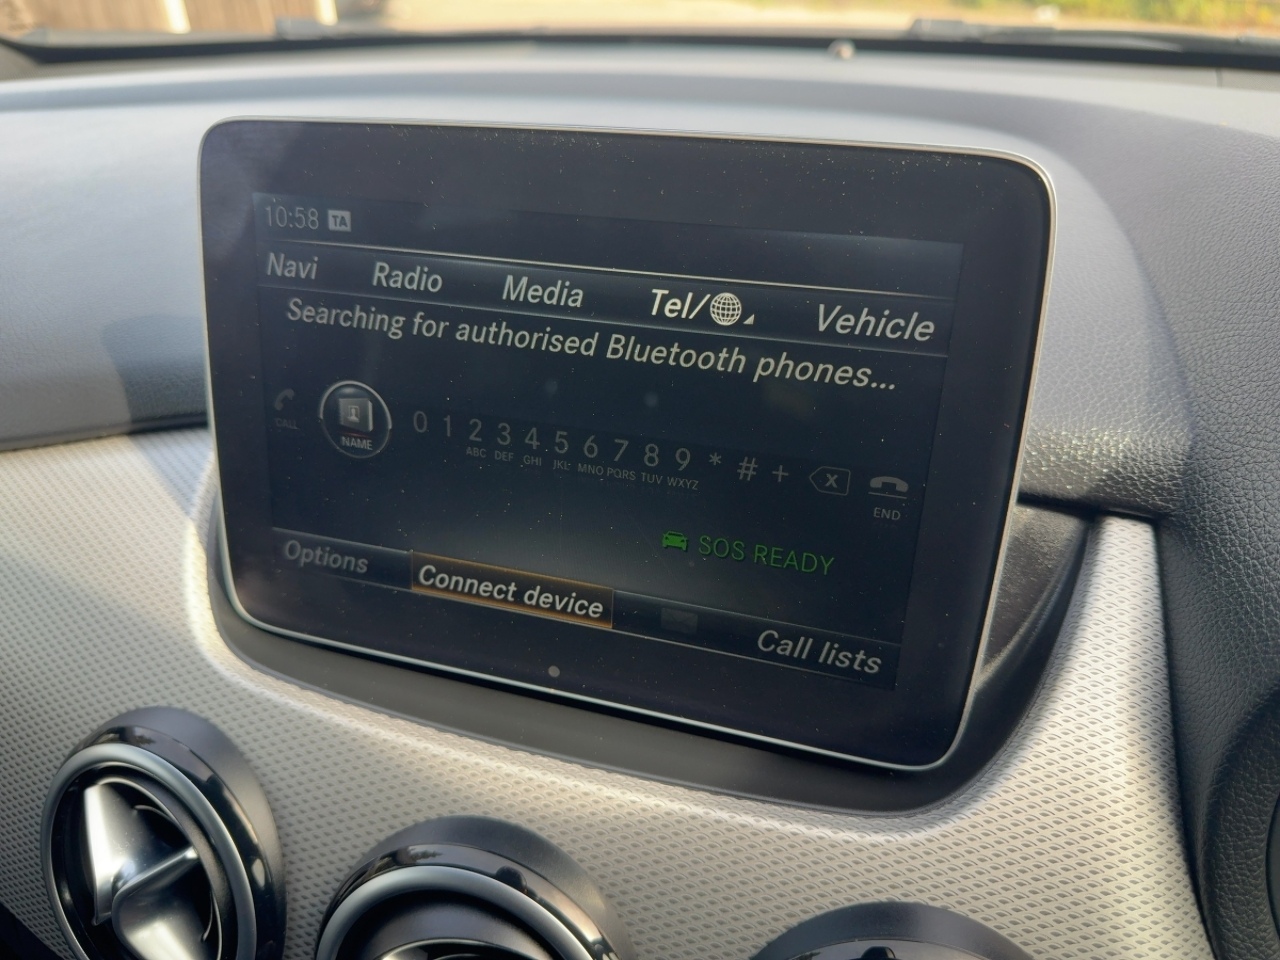 10:58 TA
Navi Radio Media Tel/ Vehicle
Searching for authorised Bluetooth phones...
CALL NAME 0 1 2 3 4 5 6 7 8 9 * # + X END
ABC DEF GHI JKL MNO PQRS TUV WXYZ
SOS READY
Options Connect device Call lists